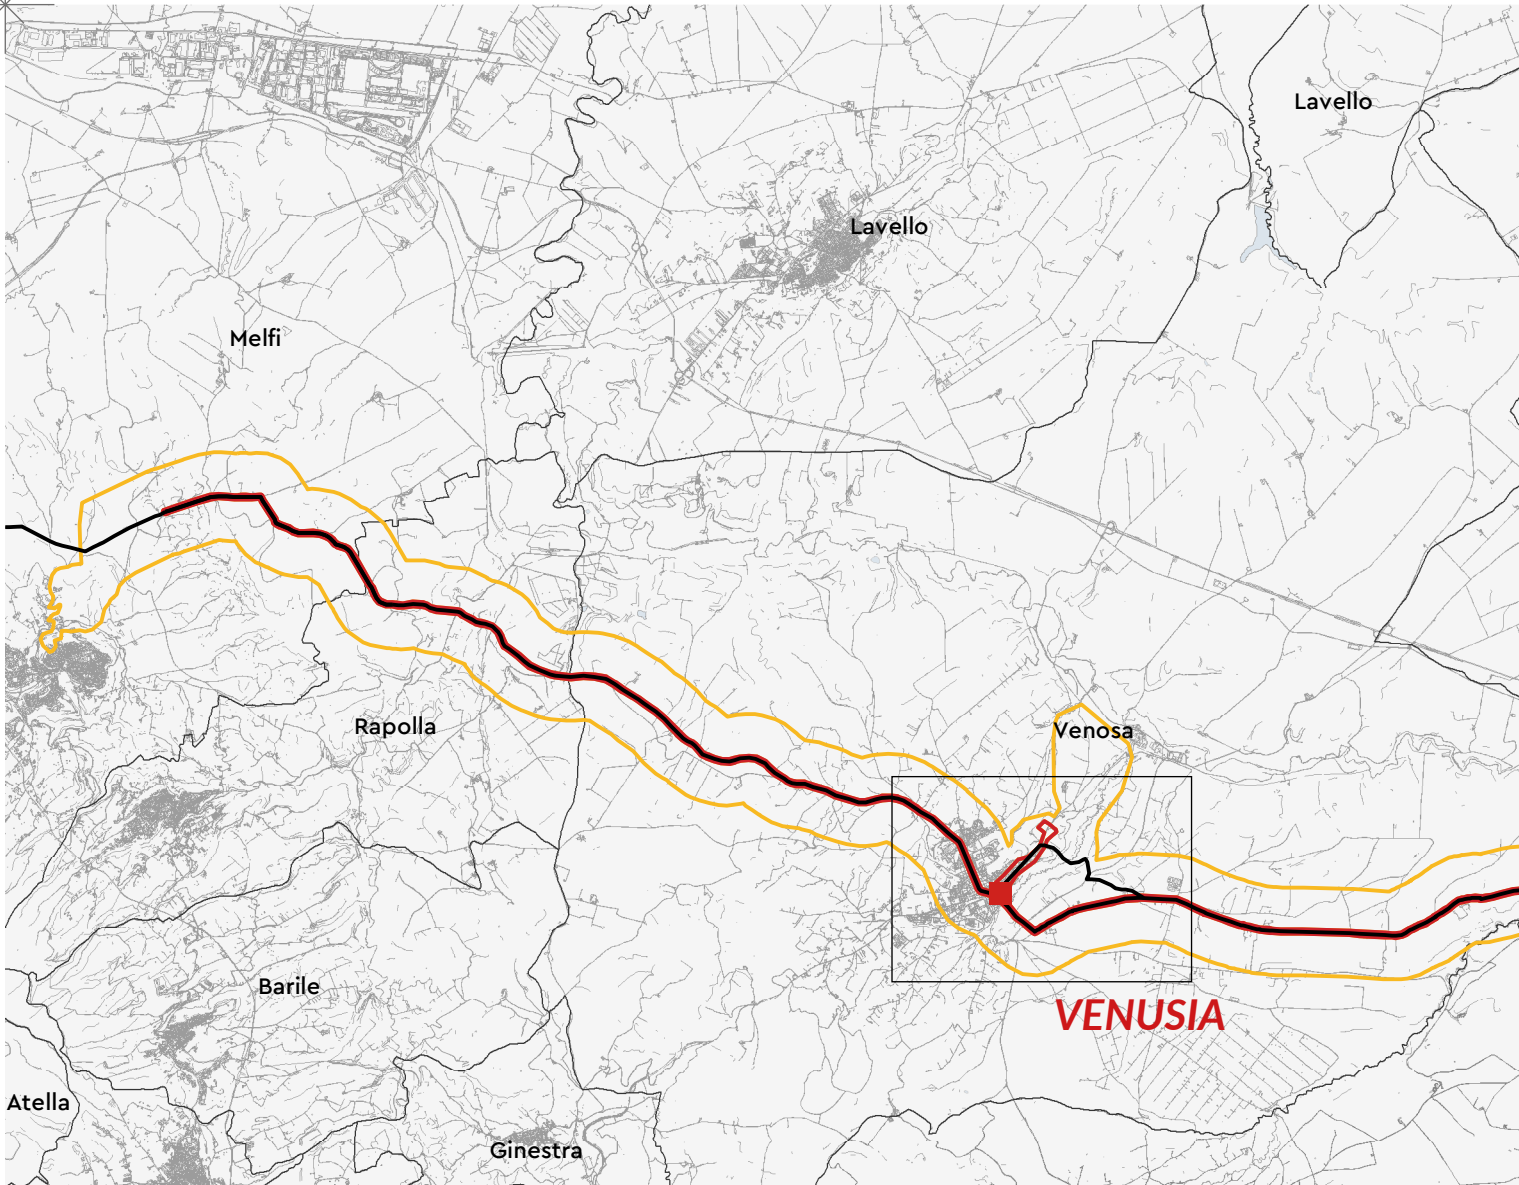 Lavello
Lavello
Melfi
Rapolla
Venosa
Barile
VENUSIA
Atella
Ginestra